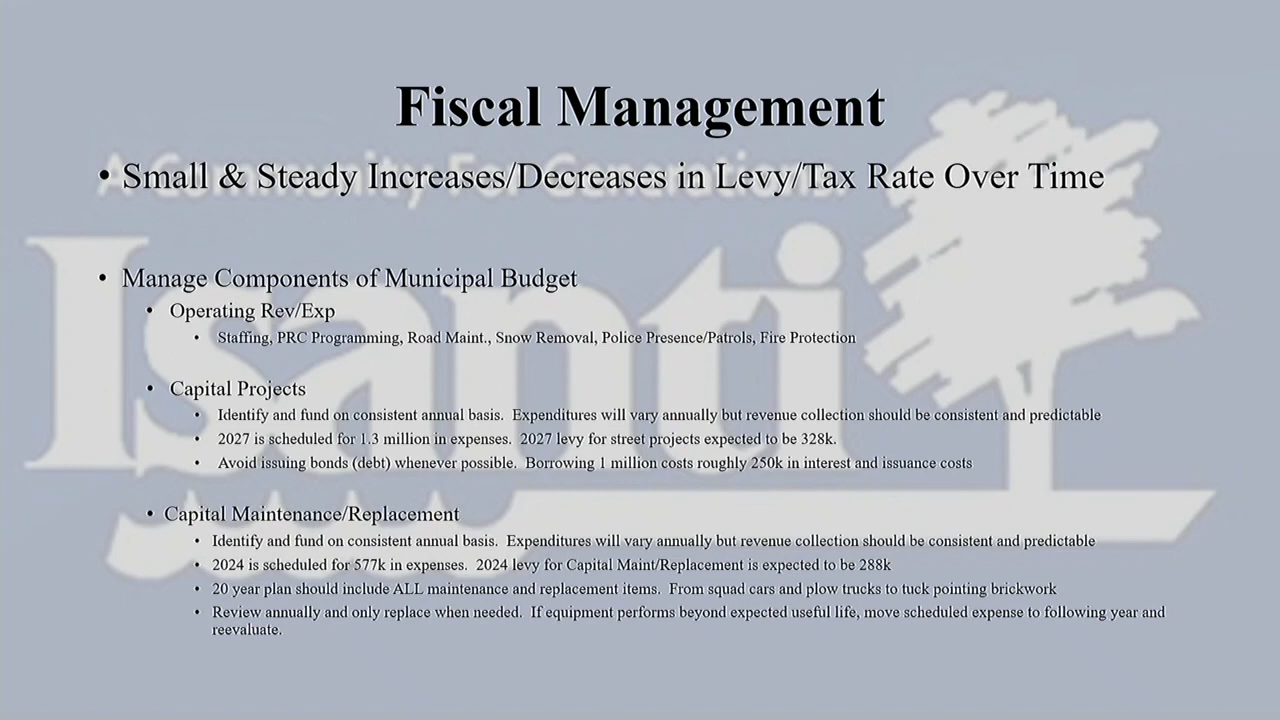 Fiscal Management
A Community For Generations
• Small & Steady Increases/Decreases in Levy/Tax Rate Over Time
Isanti
• Manage Components of Municipal Budget
• Operating Rev/Exp
• Staffing, PRC Programming, Road Maint., Snow Removal, Police Presence/Patrols, Fire Protection
• Capital Projects
• Identify and fund on consistent annual basis. Expenditures will vary annually but revenue collection should be consistent and predictable
• 2027 is scheduled for 1.3 million in expenses. 2027 levy for street projects expected to be 328k.
• Avoid issuing bonds (debt) whenever possible. Borrowing 1 million costs roughly 250k in interest and issuance costs
• Capital Maintenance/Replacement
• Identify and fund on consistent annual basis. Expenditures will vary annually but revenue collection should be consistent and predictable
• 2024 is scheduled for 577k in expenses. 2024 levy for Capital Maint/Replacement is expected to be 288k
• 20 year plan should include ALL maintenance and replacement items. From squad cars and plow trucks to tuck pointing brickwork
• Review annually and only replace when needed. If equipment performs beyond expected useful life, move scheduled expense to following year and
reevaluate.